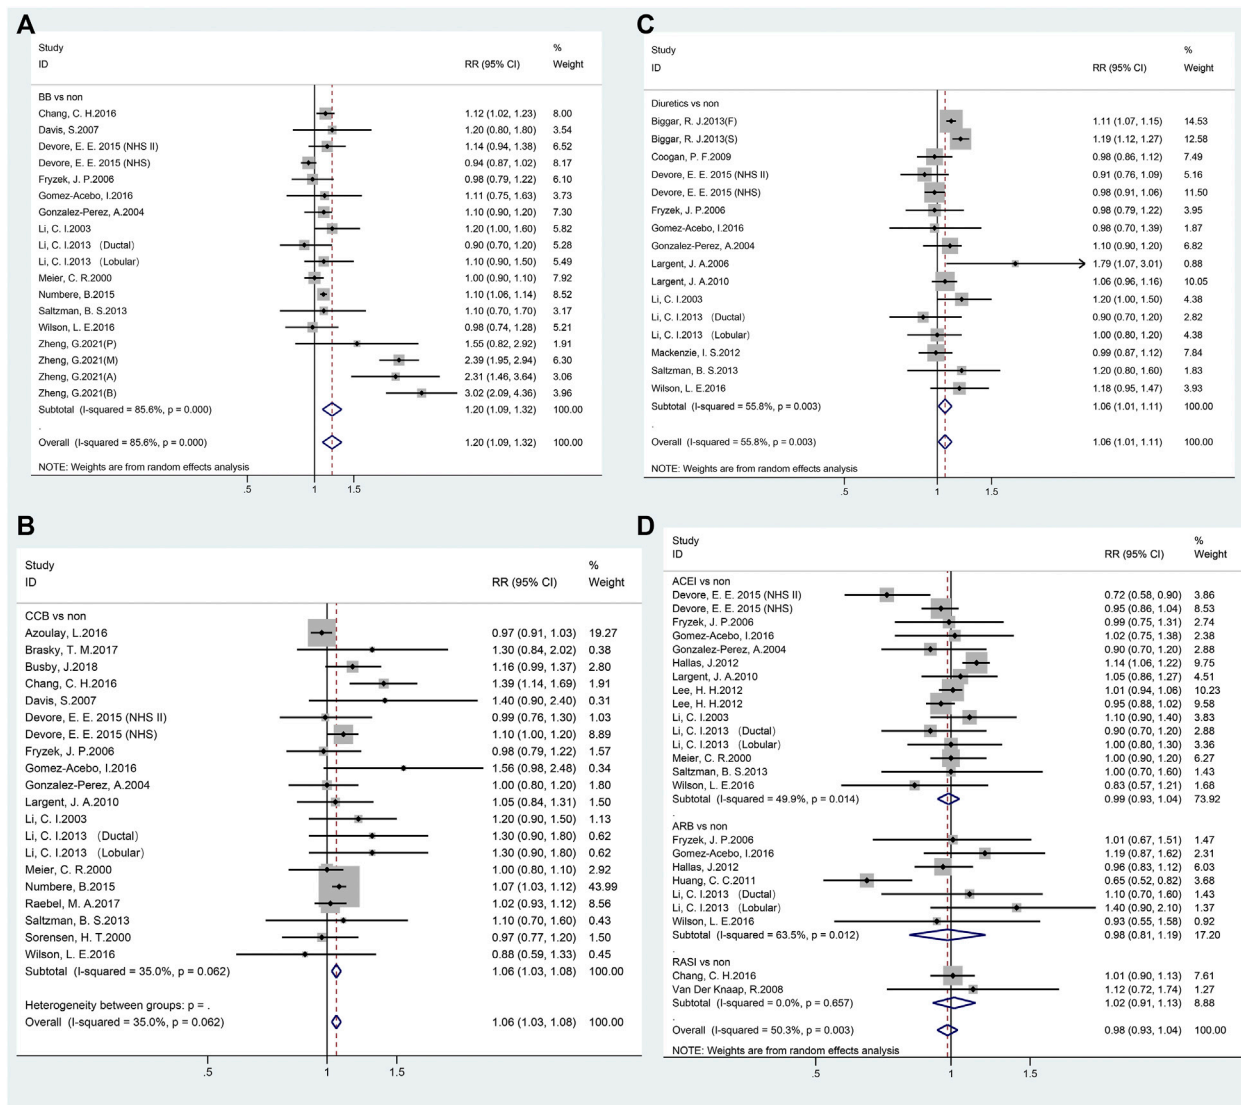 A
Study %
ID RR (95% CI) Weight
BB vs non
Chang, C. H.2016 1.12 (1.02, 1.23) 8.00
Davis, S.2007 1.20 (0.80, 1.80) 3.54
Devore, E. E. 2015 (NHS II) 1.14 (0.94, 1.38) 6.52
Devore, E. E. 2015 (NHS) 0.94 (0.87, 1.02) 8.17
Fryzek, J. P.2006 0.98 (0.79, 1.22) 6.10
Gomez-Acebo, I.2016 1.11 (0.75, 1.63) 3.73
Gonzalez-Perez, A.2004 1.10 (0.90, 1.20) 7.30
Li, C. I.2003 1.20 (1.00, 1.60) 5.82
Li, C. I.2013 (Ductal) 0.90 (0.70, 1.20) 5.28
Li, C. I.2013 (Lobular) 1.10 (0.90, 1.50) 5.49
Meier, C. R.2000 1.00 (0.90, 1.10) 7.92
Numbere, B.2015 1.10 (1.06, 1.14) 8.52
Saltzman, B. S.2013 1.10 (0.70, 1.70) 3.17
Wilson, L. E.2016 0.98 (0.74, 1.28) 5.21
Zheng, G.2021(P) 1.55 (0.82, 2.92) 1.91
Zheng, G.2021(M) 2.39 (1.95, 2.94) 6.30
Zheng, G.2021(A) 2.31 (1.46, 3.64) 3.06
Zheng, G.2021(B) 3.02 (2.09, 4.36) 3.96
Subtotal (I-squared = 85.6%, p = 0.000) 1.20 (1.09, 1.32) 100.00
.
Overall (I-squared = 85.6%, p = 0.000) 1.20 (1.09, 1.32) 100.00
NOTE: Weights are from random effects analysis
.5 1 1.5
B
Study %
ID RR (95% CI) Weight
CCB vs non
Azoulay, L.2016 0.97 (0.91, 1.03) 19.27
Brasky, T. M.2017 1.30 (0.84, 2.02) 0.38
Busby, J.2018 1.16 (0.99, 1.37) 2.80
Chang, C. H.2016 1.39 (1.14, 1.69) 1.91
Davis, S.2007 1.40 (0.90, 2.40) 0.31
Devore, E. E. 2015 (NHS II) 0.99 (0.76, 1.30) 1.03
Devore, E. E. 2015 (NHS) 1.10 (1.00, 1.20) 8.89
Fryzek, J. P.2006 0.98 (0.79, 1.22) 1.57
Gomez-Acebo, I.2016 1.56 (0.98, 2.48) 0.34
Gonzalez-Perez, A.2004 1.00 (0.80, 1.20) 1.80
Largent, J. A.2010 1.05 (0.84, 1.31) 1.50
Li, C. I.2003 1.20 (0.90, 1.50) 1.13
Li, C. I.2013 (Ductal) 1.30 (0.90, 1.80) 0.62
Li, C. I.2013 (Lobular) 1.30 (0.90, 1.80) 0.62
Meier, C. R.2000 1.00 (0.80, 1.10) 2.92
Numbere, B.2015 1.07 (1.03, 1.12) 43.99
Raebel, M. A.2017 1.02 (0.93, 1.12) 8.56
Saltzman, B. S.2013 1.10 (0.70, 1.60) 0.43
Sorensen, H. T.2000 0.97 (0.77, 1.20) 1.50
Wilson, L. E.2016 0.88 (0.59, 1.33) 0.45
Subtotal (I-squared = 35.0%, p = 0.062) 1.06 (1.03, 1.08) 100.00
Heterogeneity between groups: p = .
Overall (I-squared = 35.0%, p = 0.062) 1.06 (1.03, 1.08) 100.00
.5 1 1.5
C
Study %
ID RR (95% CI) Weight
Diuretics vs non
Biggar, R. J.2013(F) 1.11 (1.07, 1.15) 14.53
Biggar, R. J.2013(S) 1.19 (1.12, 1.27) 12.58
Coogan, P. F.2009 0.98 (0.86, 1.12) 7.49
Devore, E. E. 2015 (NHS II) 0.91 (0.76, 1.09) 5.16
Devore, E. E. 2015 (NHS) 0.98 (0.91, 1.06) 11.50
Fryzek, J. P.2006 0.98 (0.79, 1.22) 3.95
Gomez-Acebo, I.2016 0.98 (0.70, 1.39) 1.87
Gonzalez-Perez, A.2004 1.10 (0.90, 1.20) 6.82
Largent, J. A.2006 1.79 (1.07, 3.01) 0.88
Largent, J. A.2010 1.06 (0.96, 1.16) 10.05
Li, C. I.2003 1.20 (1.00, 1.50) 4.38
Li, C. I.2013 (Ductal) 0.90 (0.70, 1.20) 2.82
Li, C. I.2013 (Lobular) 1.00 (0.80, 1.20) 4.38
Mackenzie, I. S.2012 0.99 (0.87, 1.12) 7.84
Saltzman, B. S.2013 1.20 (0.80, 1.60) 1.83
Wilson, L. E.2016 1.18 (0.95, 1.47) 3.93
Subtotal (I-squared = 55.8%, p = 0.003) 1.06 (1.01, 1.11) 100.00
.
Overall (I-squared = 55.8%, p = 0.003) 1.06 (1.01, 1.11) 100.00
NOTE: Weights are from random effects analysis
.5 1 1.5
D
Study %
ID RR (95% CI) Weight
ACEI vs non
Devore, E. E. 2015 (NHS II) 0.72 (0.58, 0.90) 3.86
Devore, E. E. 2015 (NHS) 0.95 (0.86, 1.04) 8.53
Fryzek, J. P.2006 0.99 (0.75, 1.31) 2.74
Gomez-Acebo, I.2016 1.02 (0.75, 1.38) 2.38
Gonzalez-Perez, A.2004 0.90 (0.70, 1.20) 2.88
Hallas, J.2012 1.14 (1.06, 1.22) 9.75
Largent, J. A.2010 1.05 (0.86, 1.27) 4.51
Lee, H. H.2012 1.01 (0.94, 1.06) 10.23
Lee, H. H.2012 0.95 (0.88, 1.02) 9.58
Li, C. I.2003 1.10 (0.90, 1.40) 3.83
Li, C. I.2013 (Ductal) 0.90 (0.70, 1.20) 2.88
Li, C. I.2013 (Lobular) 1.00 (0.80, 1.30) 3.36
Meier, C. R.2000 1.00 (0.90, 1.20) 6.27
Saltzman, B. S.2013 1.00 (0.70, 1.60) 1.43
Wilson, L. E.2016 0.83 (0.57, 1.21) 1.68
Subtotal (I-squared = 49.9%, p = 0.014) 0.99 (0.93, 1.04) 73.92
.
ARB vs non
Fryzek, J. P.2006 1.01 (0.67, 1.51) 1.47
Gomez-Acebo, I.2016 1.19 (0.87, 1.62) 2.31
Hallas, J.2012 0.96 (0.83, 1.12) 6.03
Huang, C. C.2011 0.65 (0.52, 0.82) 3.68
Li, C. I.2013 (Ductal) 1.10 (0.70, 1.60) 1.43
Li, C. I.2013 (Lobular) 1.40 (0.90, 2.10) 1.37
Wilson, L. E.2016 0.93 (0.55, 1.58) 0.92
Subtotal (I-squared = 63.5%, p = 0.012) 0.98 (0.81, 1.19) 17.20
.
RASI vs non
Chang, C. H.2016 1.01 (0.90, 1.13) 7.61
Van Der Knaap, R.2008 1.12 (0.72, 1.74) 1.27
Subtotal (I-squared = 0.0%, p = 0.657) 1.02 (0.91, 1.13) 8.88
.
Overall (I-squared = 50.3%, p = 0.003) 0.98 (0.93, 1.04) 100.00
NOTE: Weights are from random effects analysis
.5 1 1.5